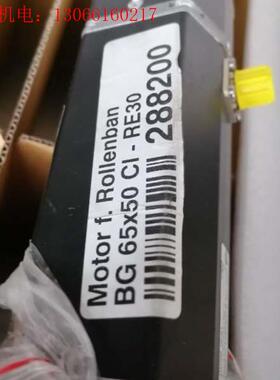 机电：13066160217
Motor f. Rollenban
BG 65x50 CI - RE30
288200